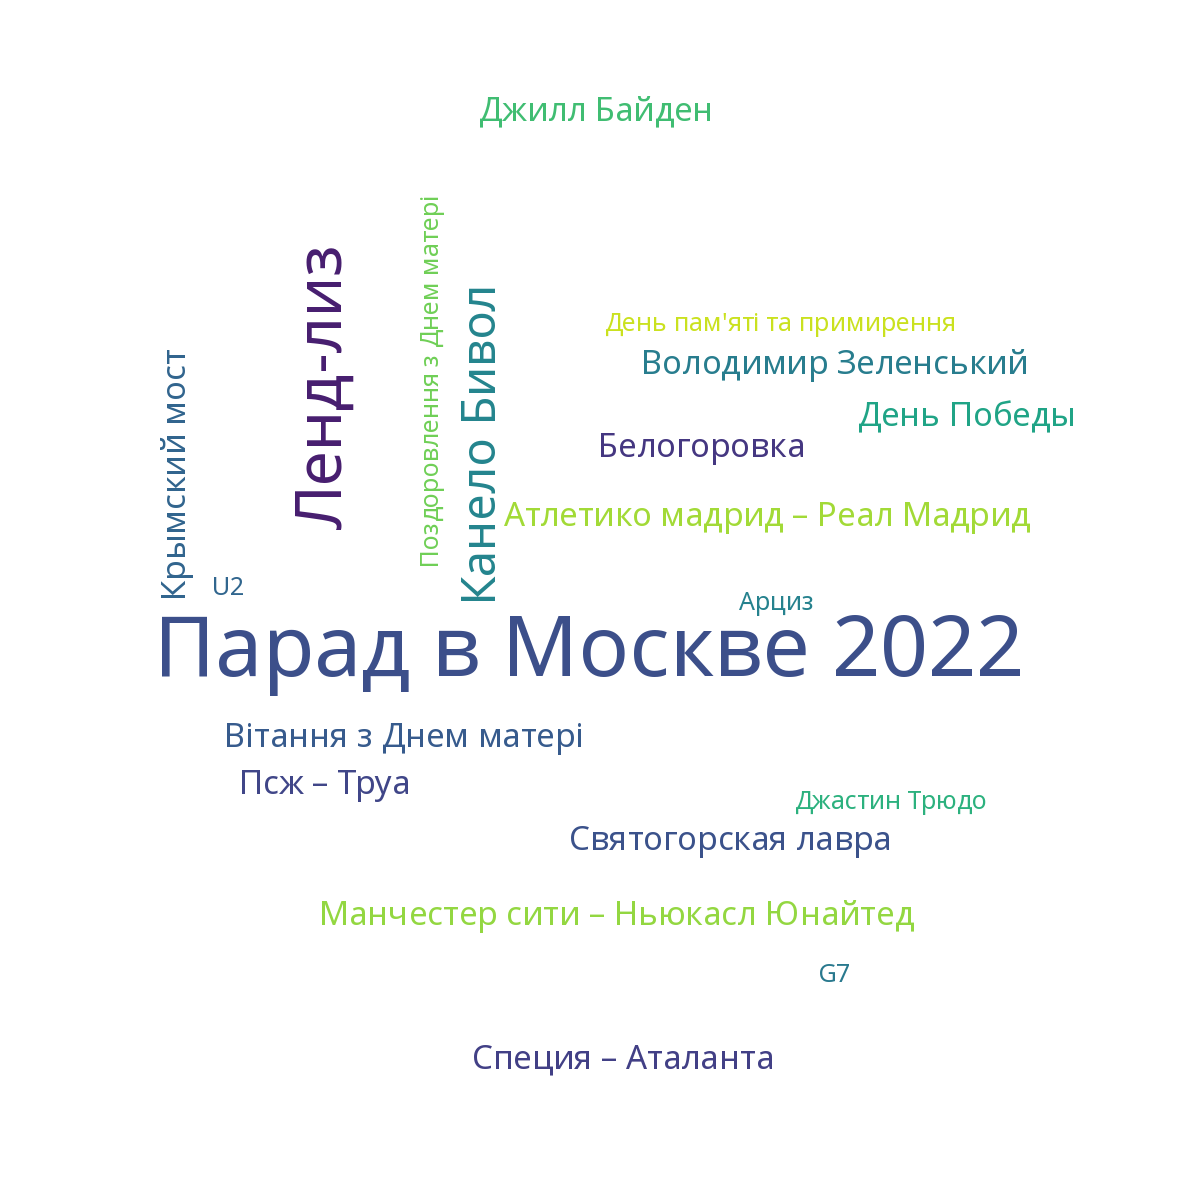 Джилл Байден
Ленд-лиз
Поздоровлення з Днем матері
Канело Бивол
Крымский мост
День пам'яті та примирення
Володимир Зеленський
День Победы
Белогоровка
Атлетико мадрид – Реал Мадрид
U2
Арциз
Парад в Москве 2022
Вітання з Днем матері
Псж – Труа
Джастин Трюдо
Святогорская лавра
Манчестер сити – Ньюкасл Юнайтед
G7
Специя – Аталанта